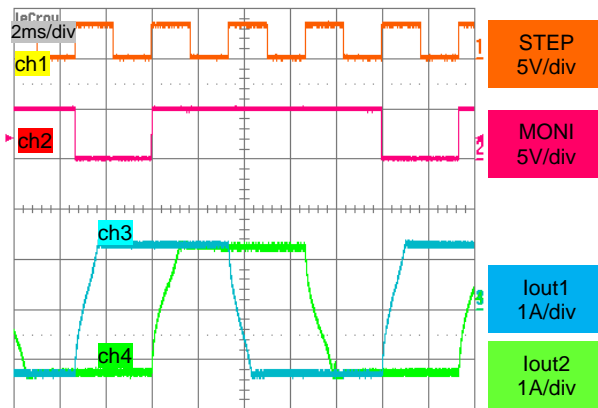 leCroy
2ms/div
ch1
1
STEP
5V/div
ch2
2
MONI
5V/div
ch3
3
Iout1
1A/div
ch4
Iout2
1A/div